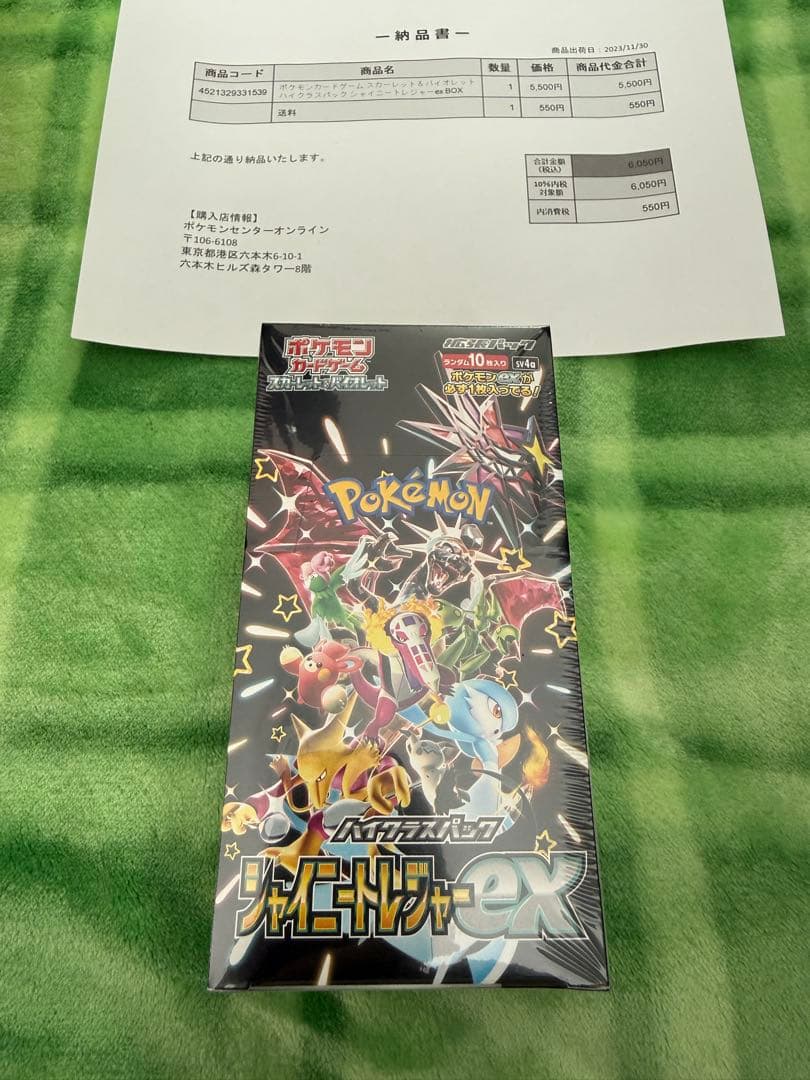 ー納品書ー
商品出荷日：2023/11/30
商品コード 商品名 数量 価格 商品代金合計
4521329331539 ポケモンカードゲーム スカーレット&バイオレット ハイクラスパック シャイニートレジャーex BOX 1 5,500円 5,500円
送料 1 550円 550円
上記の通り納品いたします。
合計金額(税込) 6,050円
10%内税対象額 6,050円
内消費税 550円
【購入店情報】
ポケモンセンターオンライン
〒106-6108
東京都港区六本木6-10-1
六本木ヒルズ森タワー8階
ポケモン
カードゲーム
スカーレット&バイオレット
拡張パック
ランダム10枚入り sv4a
ポケモンexが
必ず1枚入ってる!
POKéMON
ハイクラスパック
シャイニートレジャーex